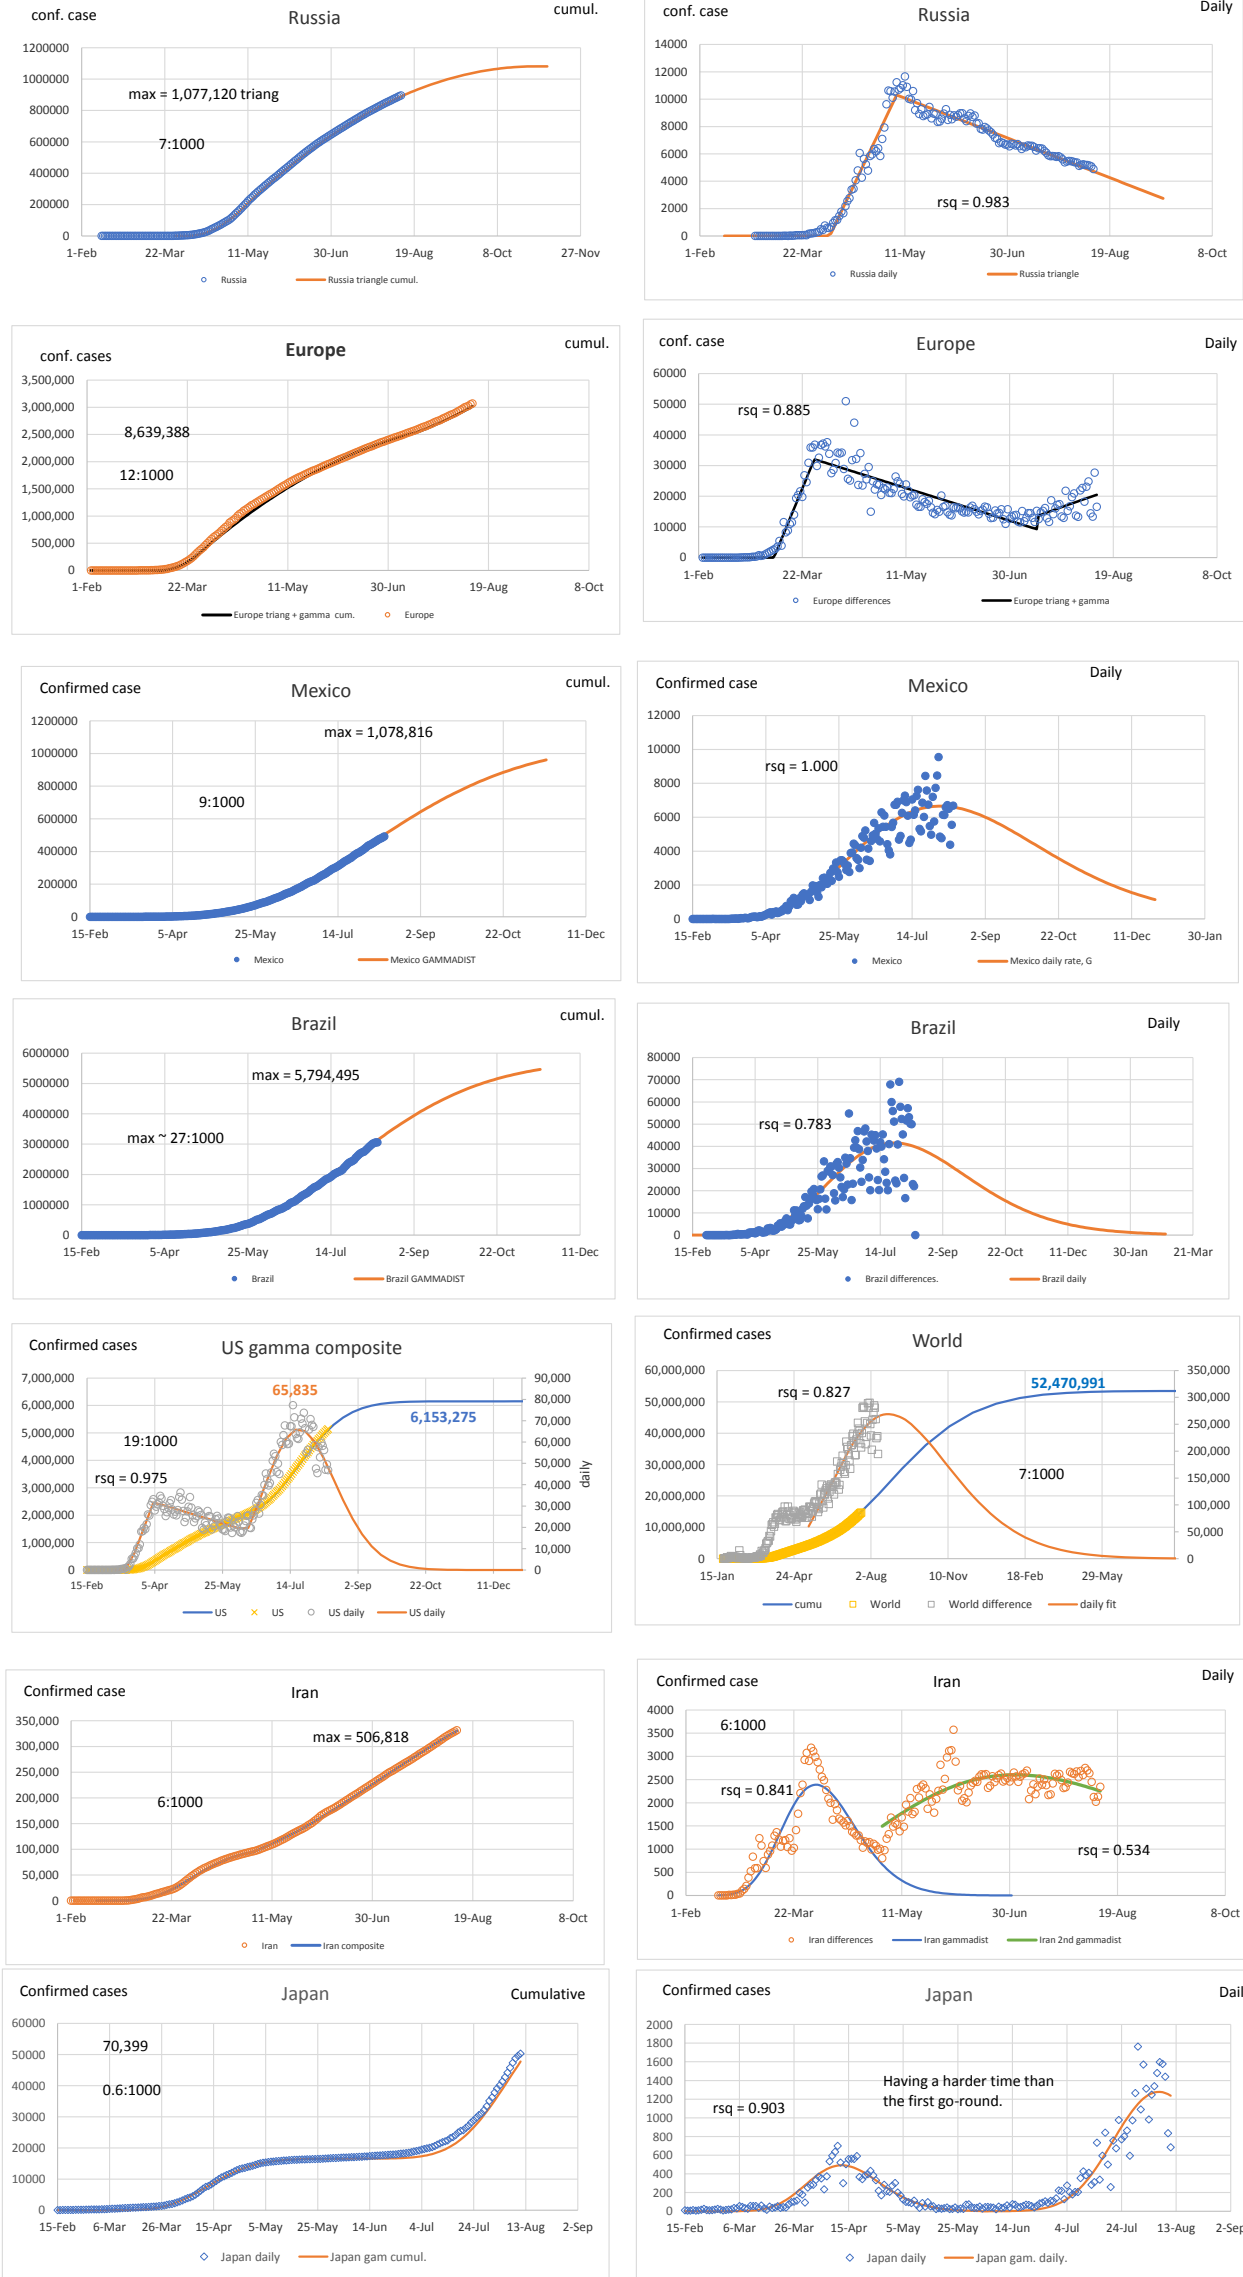 conf. case
Russia
cumul.
1200000
1000000
800000
600000
400000
200000
0
max = 1,077,120 triang
7:1000
1-Feb 22-Mar 11-May 30-Jun 19-Aug 8-Oct 27-Nov
Russia Russia triangle cumul.
conf. case
Russia
Daily
14000
12000
10000
8000
6000
4000
2000
0
rsq = 0.983
1-Feb 22-Mar 11-May 30-Jun 19-Aug 8-Oct
Russia daily Russia triangle
conf. cases
Europe
cumul.
3,500,000
3,000,000
2,500,000
2,000,000
1,500,000
1,000,000
500,000
0
8,639,388
12:1000
1-Feb 22-Mar 11-May 30-Jun 19-Aug 8-Oct
Europe triang + gamma cum. Europe
conf. case
Europe
Daily
60000
50000
40000
30000
20000
10000
0
rsq = 0.885
1-Feb 22-Mar 11-May 30-Jun 19-Aug 8-Oct
Europe differences Europe triang + gamma
Confirmed case
Mexico
cumul.
1200000
1000000
800000
600000
400000
200000
0
max = 1,078,816
9:1000
15-Feb 5-Apr 25-May 14-Jul 2-Sep 22-Oct 11-Dec
Mexico Mexico GAMMADIST
Confirmed case
Mexico
Daily
12000
10000
8000
6000
4000
2000
0
rsq = 1.000
15-Feb 5-Apr 25-May 14-Jul 2-Sep 22-Oct 11-Dec 30-Jan
Mexico Mexico daily rate, G
Brazil
cumul.
6000000
5000000
4000000
3000000
2000000
1000000
0
max = 5,794,495
max ~ 27:1000
15-Feb 5-Apr 25-May 14-Jul 2-Sep 22-Oct 11-Dec
Brazil Brazil GAMMADIST
Brazil
Daily
80000
70000
60000
50000
40000
30000
20000
10000
0
rsq = 0.783
15-Feb 5-Apr 25-May 14-Jul 2-Sep 22-Oct 11-Dec 30-Jan 21-Mar
Brazil differences. Brazil daily
Confirmed cases
US gamma composite
7,000,000
6,000,000
5,000,000
4,000,000
3,000,000
2,000,000
1,000,000
0
65,835
6,153,275
19:1000
rsq = 0.975
90,000
80,000
70,000
60,000
50,000
40,000
30,000
20,000
10,000
0
daily
15-Feb 5-Apr 25-May 14-Jul 2-Sep 22-Oct 11-Dec
US US US daily US daily
Confirmed cases
World
60,000,000
50,000,000
40,000,000
30,000,000
20,000,000
10,000,000
0
rsq = 0.827
52,470,991
7:1000
350,000
300,000
250,000
200,000
150,000
100,000
50,000
0
15-Jan 24-Apr 2-Aug 10-Nov 18-Feb 29-May
cumu World World difference daily fit
Confirmed case
Iran
350,000
300,000
250,000
200,000
150,000
100,000
50,000
0
max = 506,818
6:1000
1-Feb 22-Mar 11-May 30-Jun 19-Aug 8-Oct
Iran Iran composite
Confirmed case
Iran
Daily
4000
3500
3000
2500
2000
1500
1000
500
0
6:1000
rsq = 0.841
rsq = 0.534
1-Feb 22-Mar 11-May 30-Jun 19-Aug 8-Oct
Iran differences Iran gammadist Iran 2nd gammadist
Confirmed cases
Japan
Cumulative
60000
50000
40000
30000
20000
10000
0
70,399
0.6:1000
15-Feb 6-Mar 26-Mar 15-Apr 5-May 25-May 14-Jun 4-Jul 24-Jul 13-Aug 2-Sep
Japan daily Japan gam cumul.
Confirmed cases
Japan
Dail
2000
1800
1600
1400
1200
1000
800
600
400
200
0
Having a harder time than
the first go-round.
rsq = 0.903
15-Feb 6-Mar 26-Mar 15-Apr 5-May 25-May 14-Jun 4-Jul 24-Jul 13-Aug 2-Sep
Japan daily Japan gam. daily.